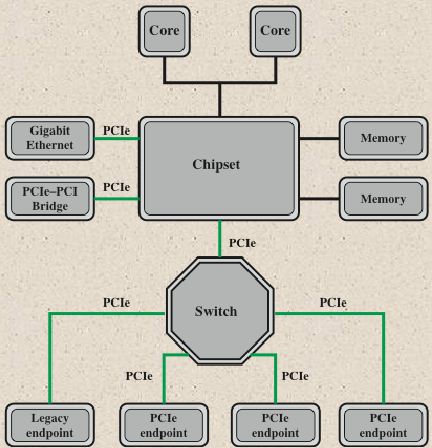 Core
Core
Gigabit
Ethernet
PCIe
Chipset
Memory
PCIe–PCI
Bridge
PCIe
Memory
PCIe
PCIe
Switch
PCIe
PCIe
PCIe
Legacy
endpoint
PCIe
endpoint
PCIe
endpoint
PCIe
endpoint